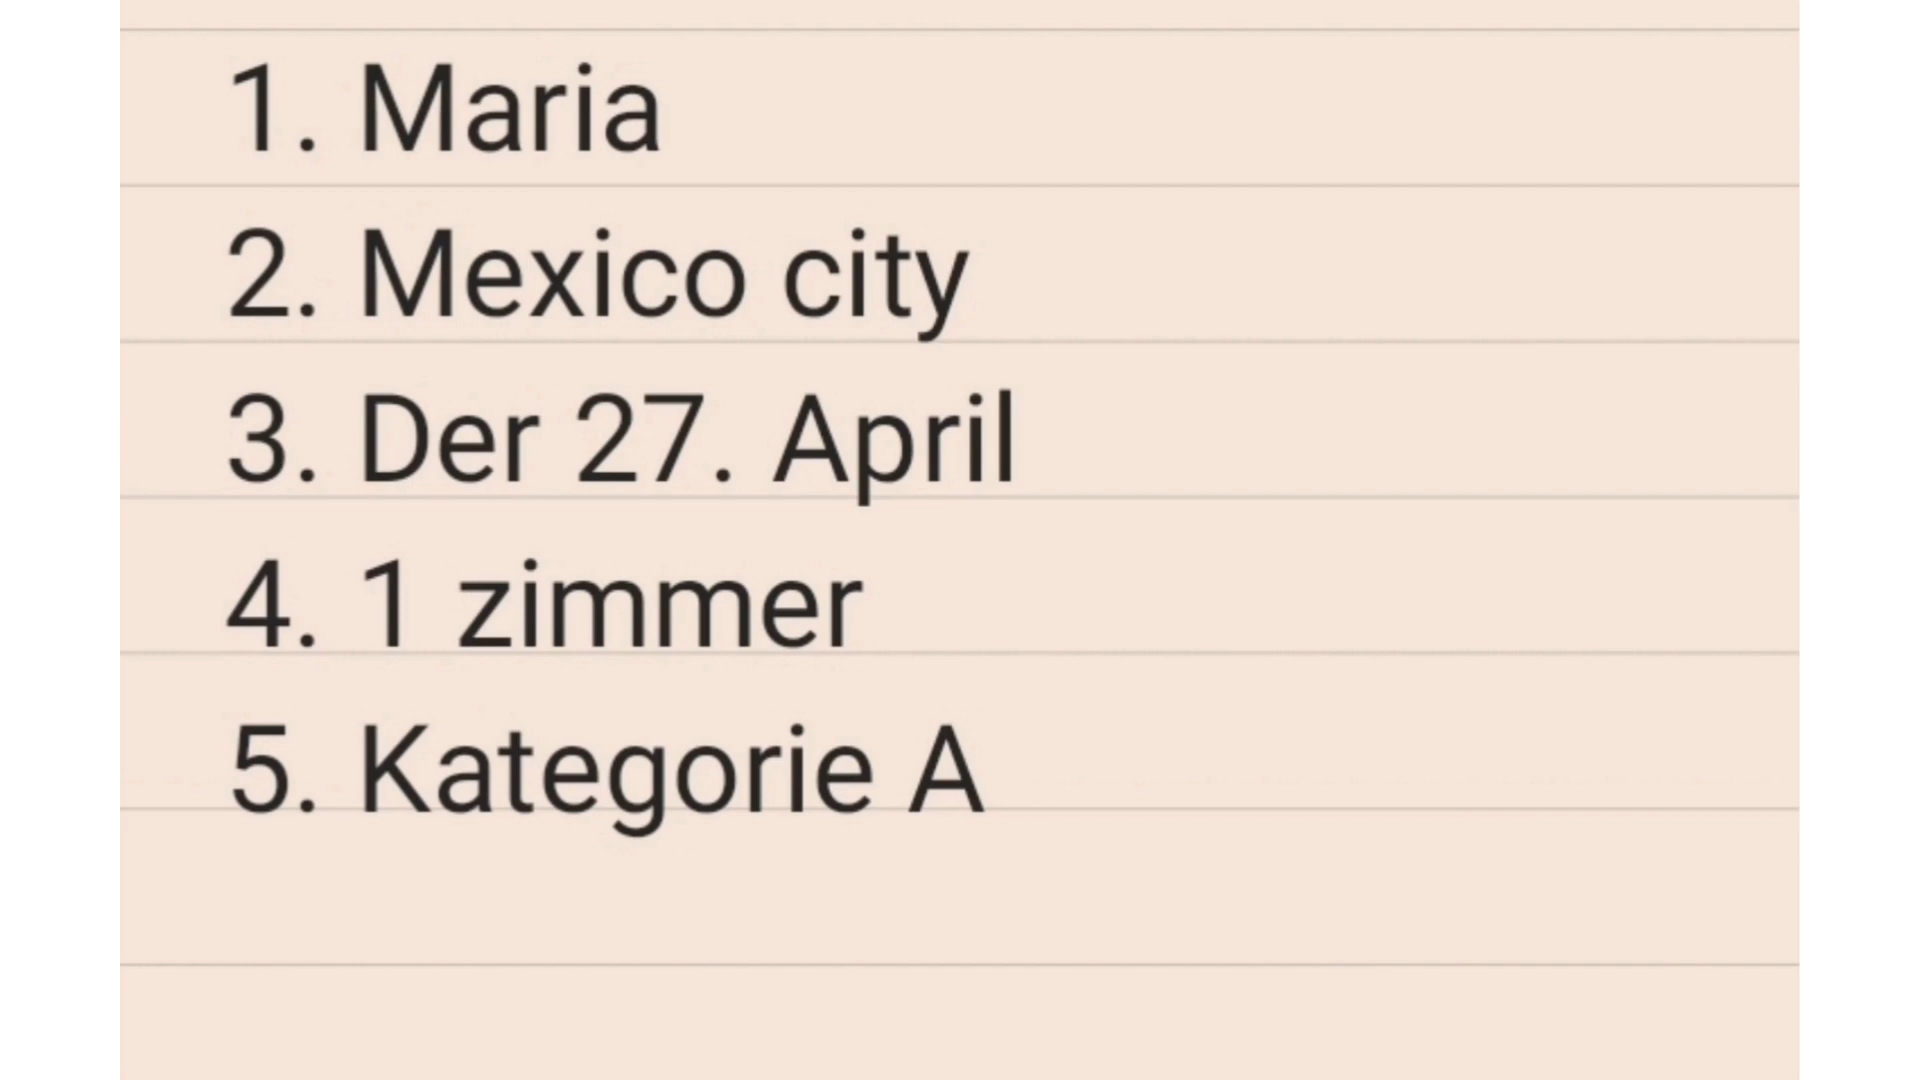 1. Maria
2. Mexico city
3. Der 27. April
4. 1 zimmer
5. Kategorie A